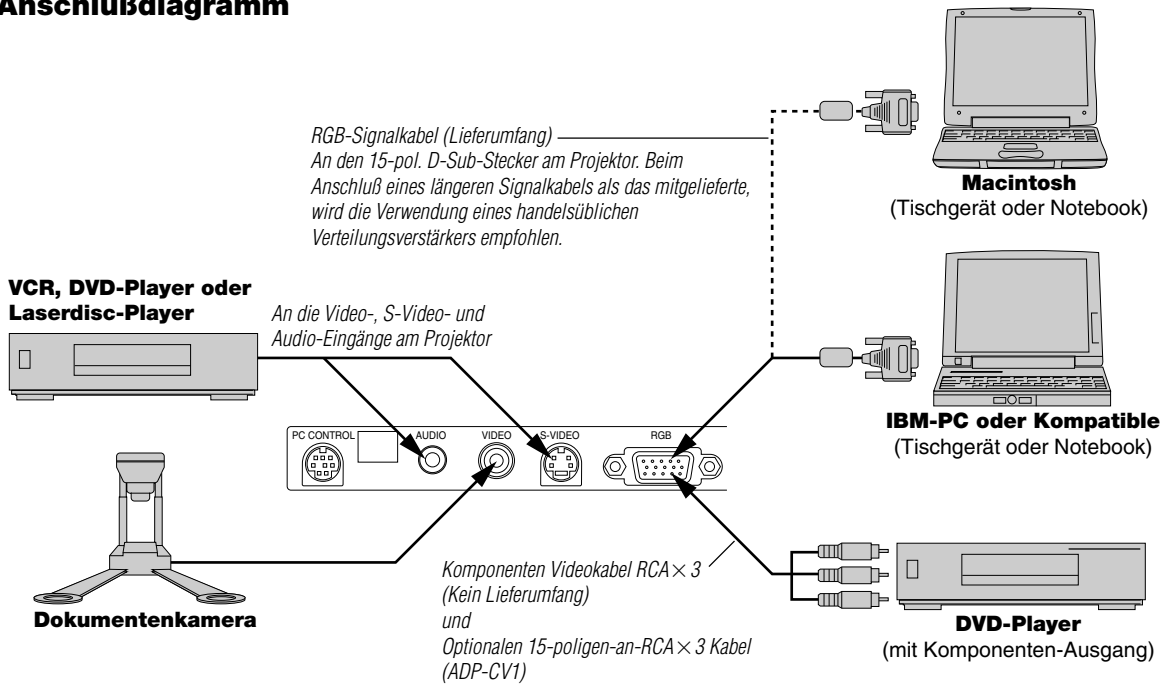 Anschlußdiagramm
RGB-Signalkabel (Lieferumfang)
An den 15-pol. D-Sub-Stecker am Projektor. Beim
Anschluß eines längeren Signalkabels als das mitgelieferte,
wird die Verwendung eines handelsüblichen
Verteilungsverstärkers empfohlen.
Macintosh
(Tischgerät oder Notebook)
VCR, DVD-Player oder
Laserdisc-Player
An die Video-, S-Video- und
Audio-Eingänge am Projektor
IBM-PC oder Kompatible
(Tischgerät oder Notebook)
PC CONTROL
AUDIO
VIDEO
S-VIDEO
RGB
Dokumentenkamera
Komponenten Videokabel RCA×3
(Kein Lieferumfang)
und
Optionalen 15-poligen-an-RCA×3 Kabel
(ADP-CV1)
DVD-Player
(mit Komponenten-Ausgang)